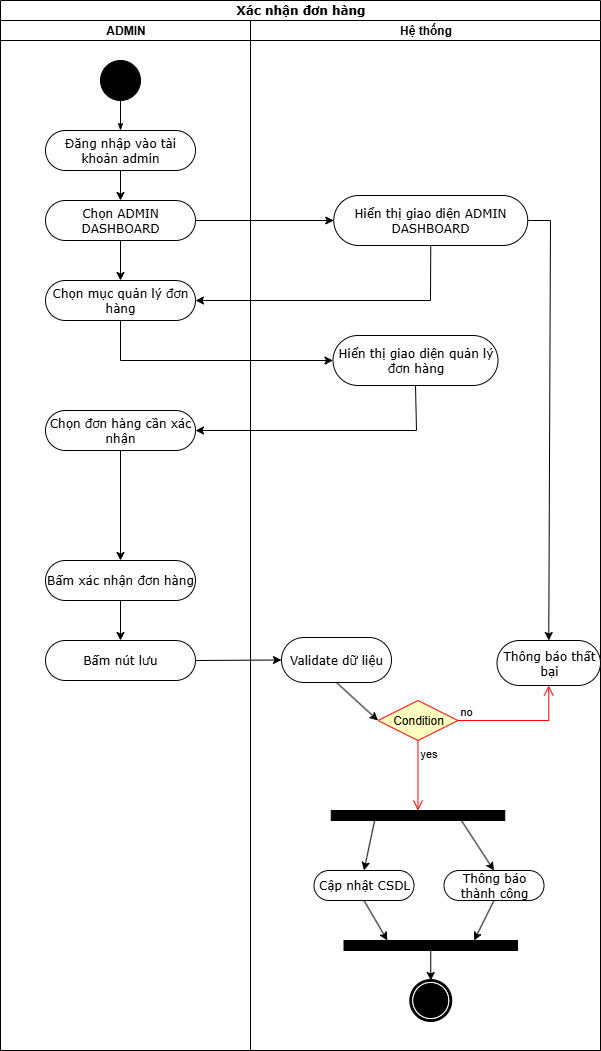 Xác nhận đơn hàng
ADMIN
Hệ thống
Đăng nhập vào tài
khoản admin
Chọn ADMIN
DASHBOARD
Hiển thị giao diện ADMIN
DASHBOARD
Chọn mục quản lý đơn
hàng
Hiển thị giao diện quản lý
đơn hàng
Chọn đơn hàng cần xác
nhận
Bấm xác nhận đơn hàng
Bấm nút lưu
Validate dữ liệu
Thông báo thất
bại
Condition
no
yes
Cập nhật CSDL
Thông báo
thành công